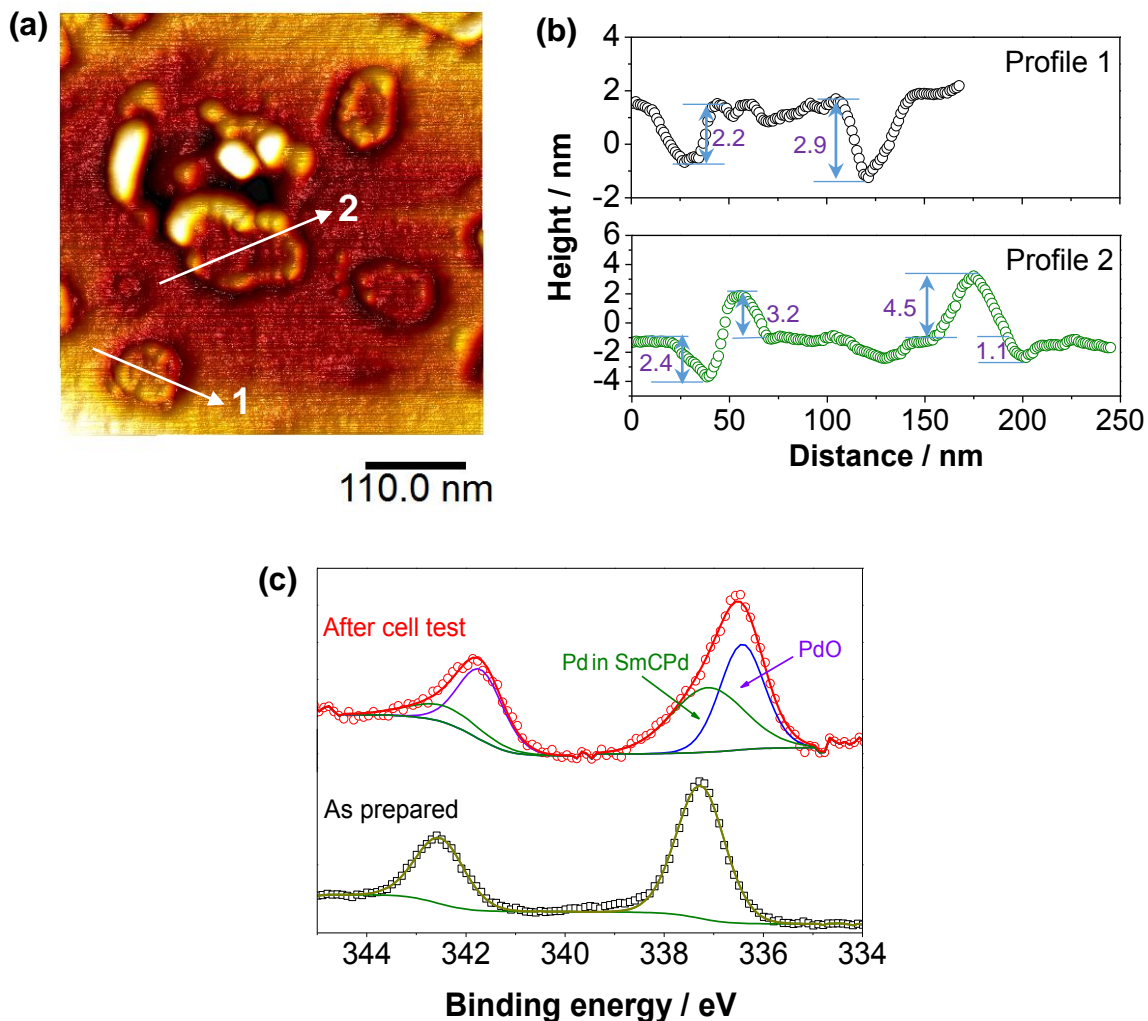 (a)
2
1
110.0 nm
(b)
Profile 1
4
2
0
-2
2.2
2.9
Height / nm
Profile 2
6
4
2
0
-2
-4
2.4
3.2
4.5
1.1
0
50
100
150
200
250
Distance / nm
(c)
After cell test
Pd in SmCPd
PdO
As prepared
344
342
340
337
336
334
Binding energy / eV